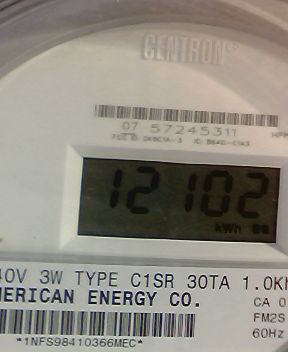 CENTRON®
07 57245311
12102
kWh
40V 3W TYPE C1SR 30TA 1.0Kh
MERICAN ENERGY CO.
CA 0
FM2S
60Hz
*1NFS98410366MEC*